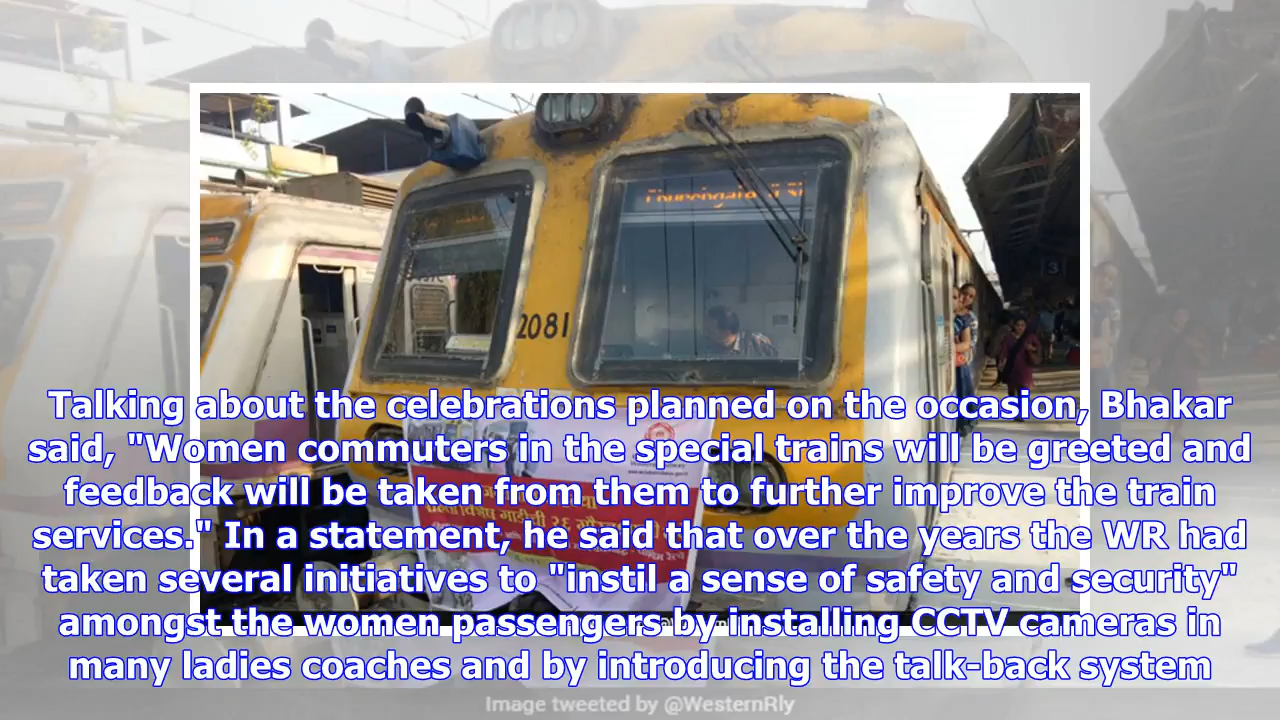 2081
3
Talking about the celebrations planned on the occasion, Bhakar
said, "Women commuters in the special trains will be greeted and
feedback will be taken from them to further improve the train
services." In a statement, he said that over the years the WR had
taken several initiatives to "instil a sense of safety and security"
amongst the women passengers by installing CCTV cameras in
many ladies coaches and by introducing the talk-back system
Image tweeted by @WesternRly